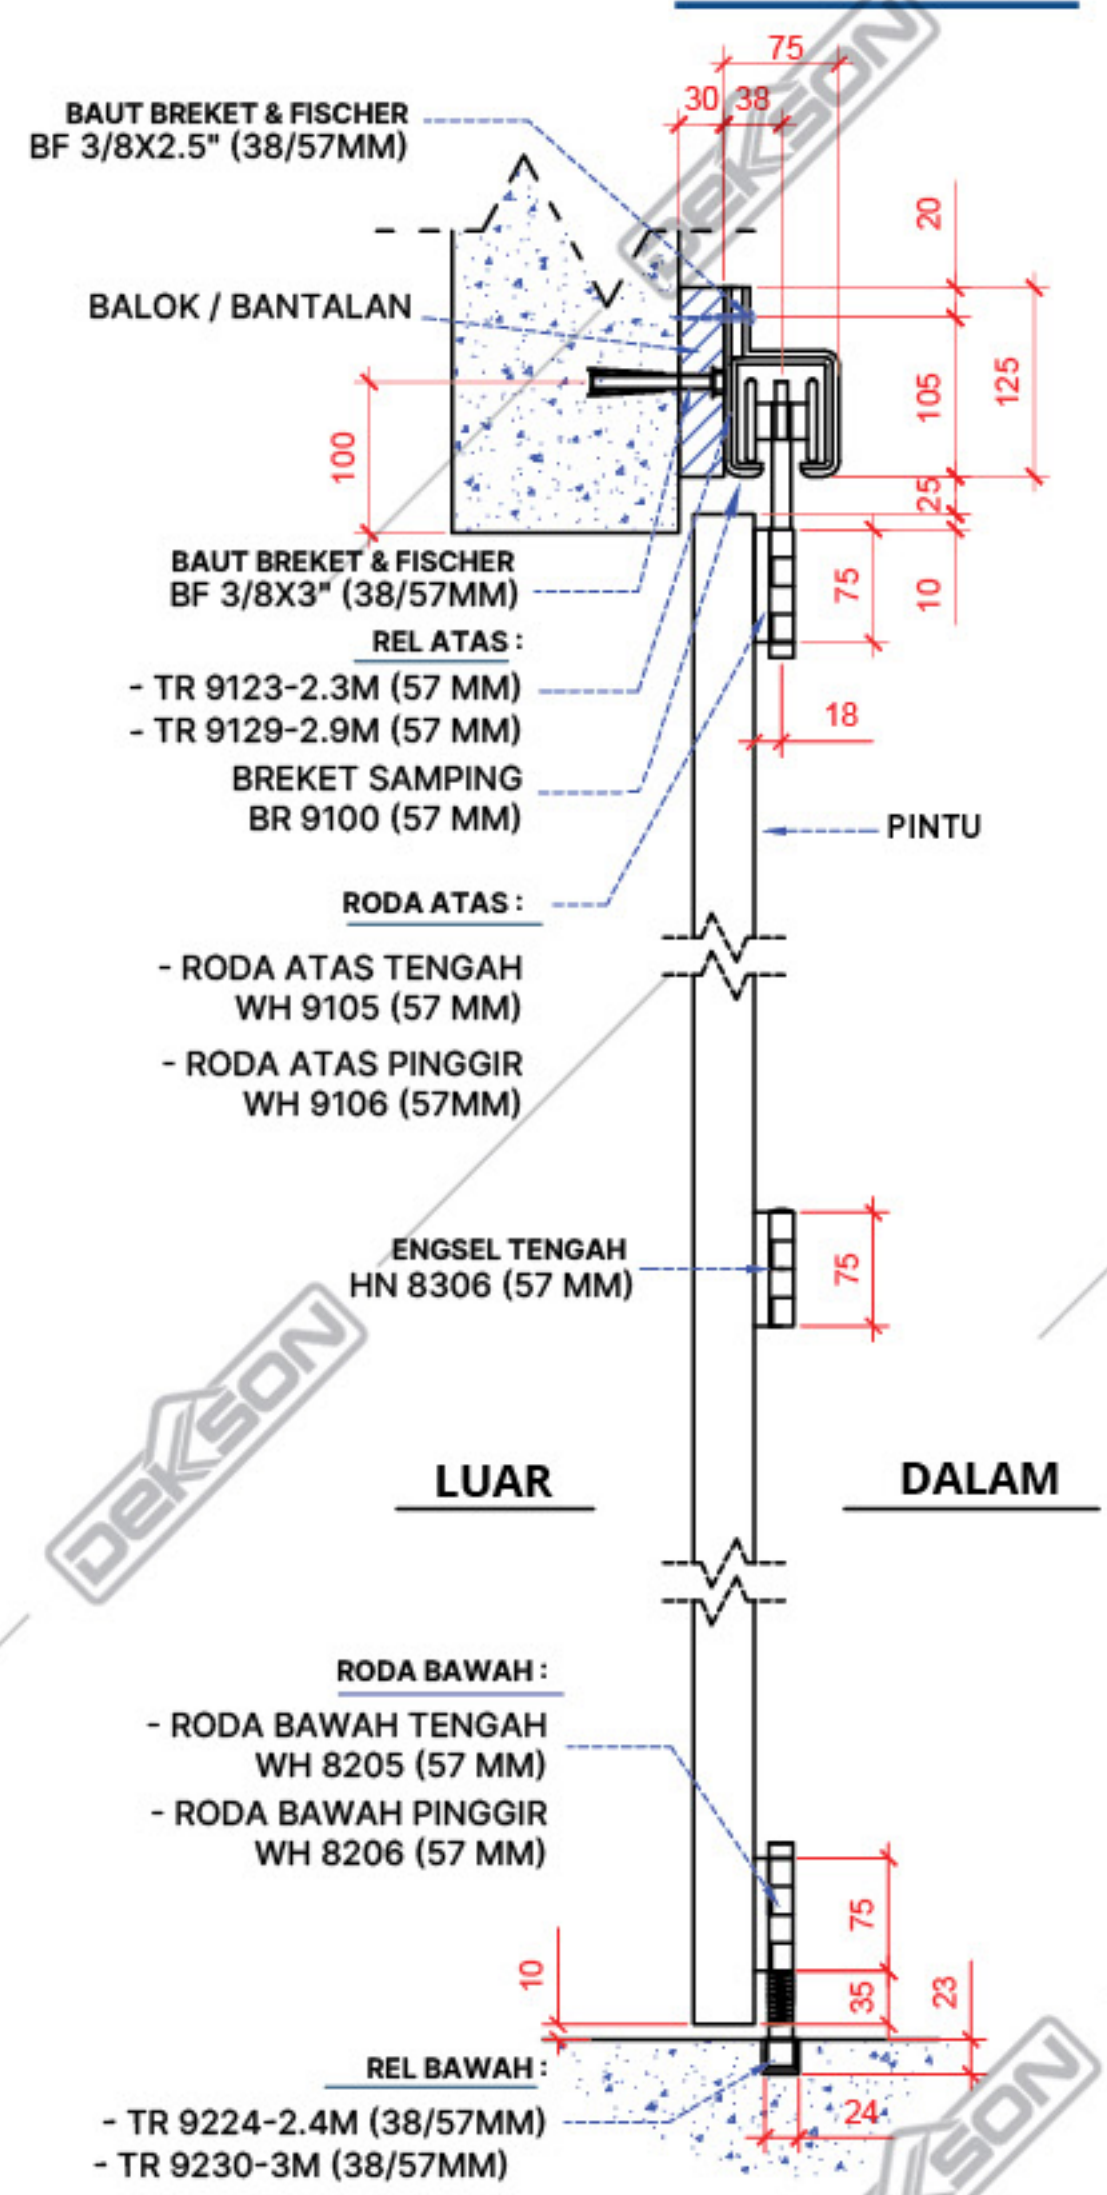 75
30
38
BAUT BREKET & FISCHER
BF 3/8X2.5" (38/57MM)
20
BALOK / BANTALAN
105
125
100
25
BAUT BREKET & FISCHER
BF 3/8X3" (38/57MM)
75
10
REL ATAS :
- TR 9123-2.3M (57 MM)
- TR 9129-2.9M (57 MM)
18
BREKET SAMPING
BR 9100 (57 MM)
PINTU
RODA ATAS :
- RODA ATAS TENGAH
WH 9105 (57 MM)
- RODA ATAS PINGGIR
WH 9106 (57MM)
ENGSEL TENGAH
HN 8306 (57 MM)
75
LUAR
DALAM
RODA BAWAH :
- RODA BAWAH TENGAH
WH 8205 (57 MM)
- RODA BAWAH PINGGIR
WH 8206 (57 MM)
75
10
35
23
REL BAWAH :
- TR 9224-2.4M (38/57MM)
24
- TR 9230-3M (38/57MM)
DEKSON
DEKSON
DEKSON